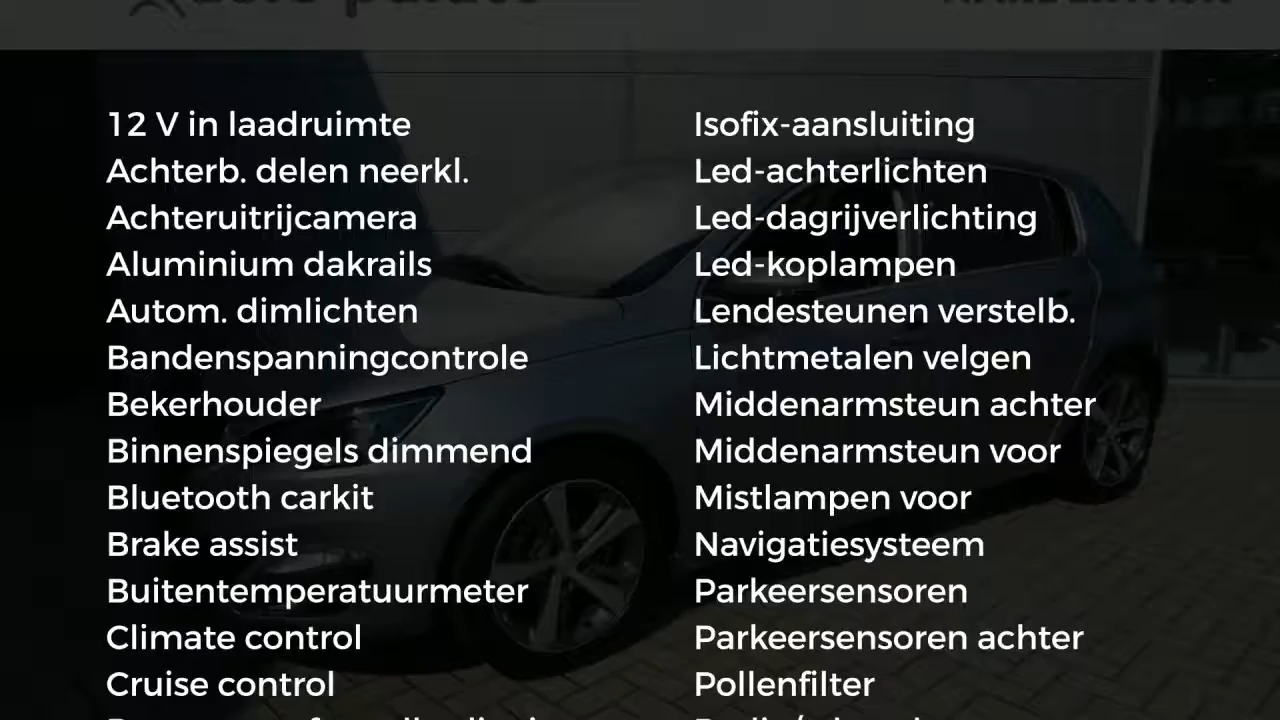 12 V in laadruimte
Achterb. delen neerkl.
Achteruitrijcamera
Aluminium dakrails
Autom. dimlichten
Bandenspanningcontrole
Bekerhouder
Binnenspiegels dimmend
Bluetooth carkit
Brake assist
Buitentemperatuurmeter
Climate control
Cruise control
Isofix-aansluiting
Led-achterlichten
Led-dagrijverlichting
Led-koplampen
Lendesteunen verstelb.
Lichtmetalen velgen
Middenarmsteun achter
Middenarmsteun voor
Mistlampen voor
Navigatiesysteem
Parkeersensoren
Parkeersensoren achter
Pollenfilter